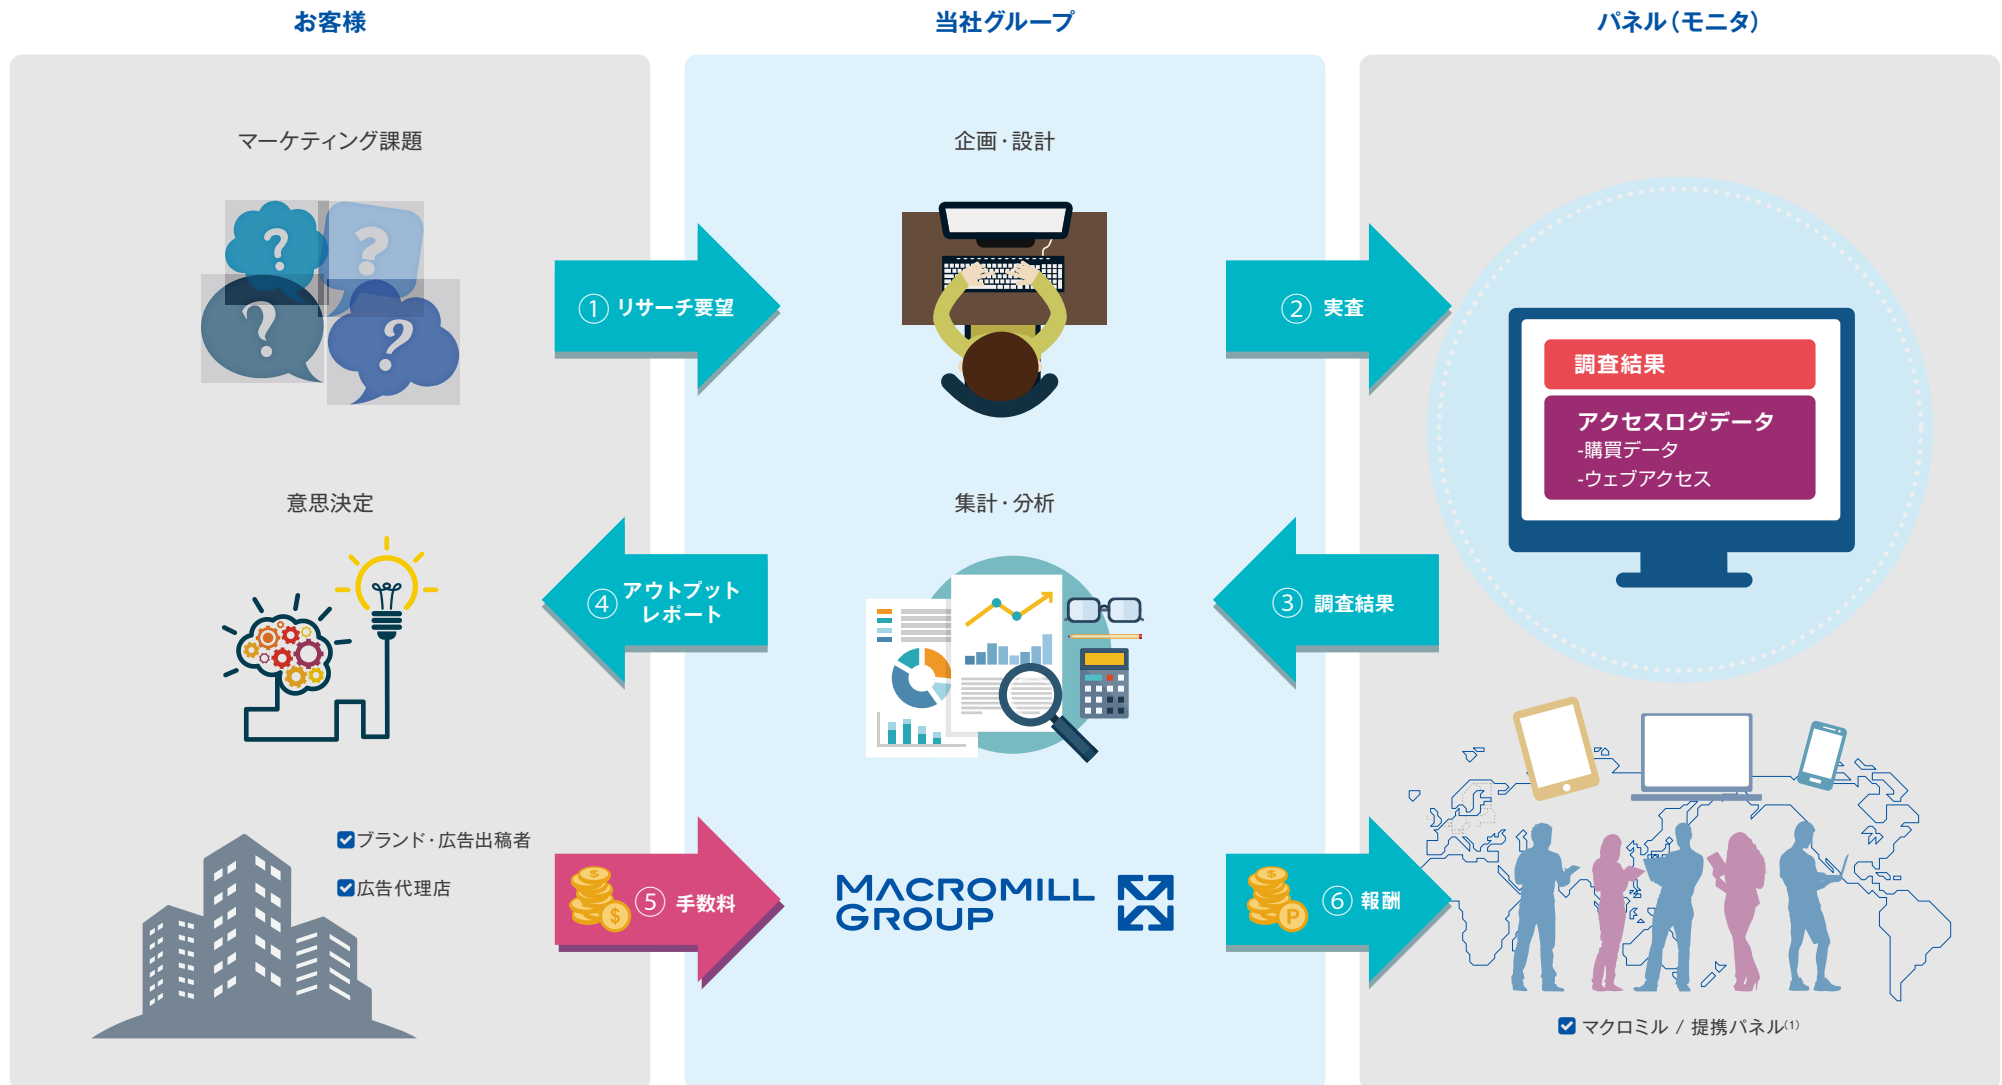 お客様
当社グループ
パネル（モニタ）
マーケティング課題
企画・設計
① リサーチ要望
② 実査
調査結果
アクセスログデータ
-購買データ
-ウェブアクセス
意思決定
集計・分析
④ アウトプット
レポート
③ 調査結果
ブランド・広告出稿者
広告代理店
⑤ 手数料
MACROMILL
GROUP
⑥ 報酬
マクロミル / 提携パネル(1)